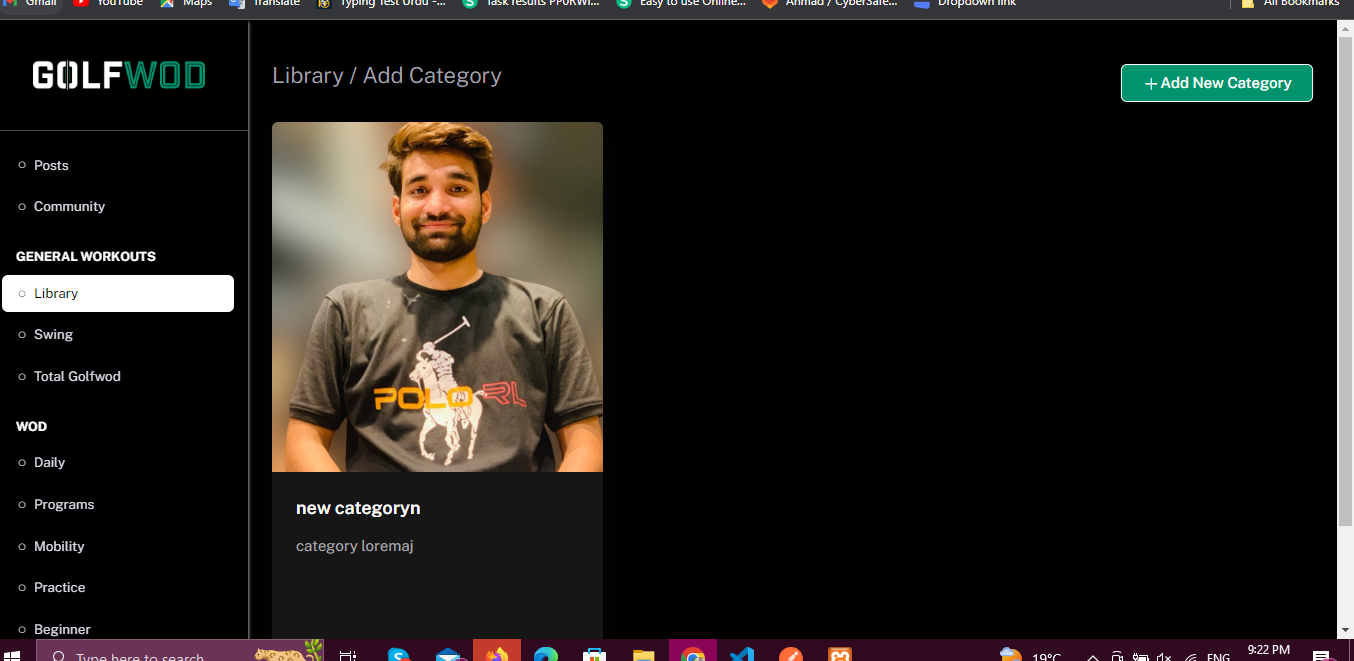 Gmail
YouTube
Maps
Translate
Typing Test Urdu -...
Task results PP0RWI...
Easy to use Online...
Ahmad / CyberSafe...
Dropdown link
All Bookmarks
GOLFWOD
Library / Add Category
+ Add New Category
Posts
Community
GENERAL WORKOUTS
Library
Swing
Total Golfwod
WOD
Daily
Programs
Mobility
Practice
Beginner
POLO RL
new categoryn
category loremaj
Type here to search
19°C
ENG
9:22 PM